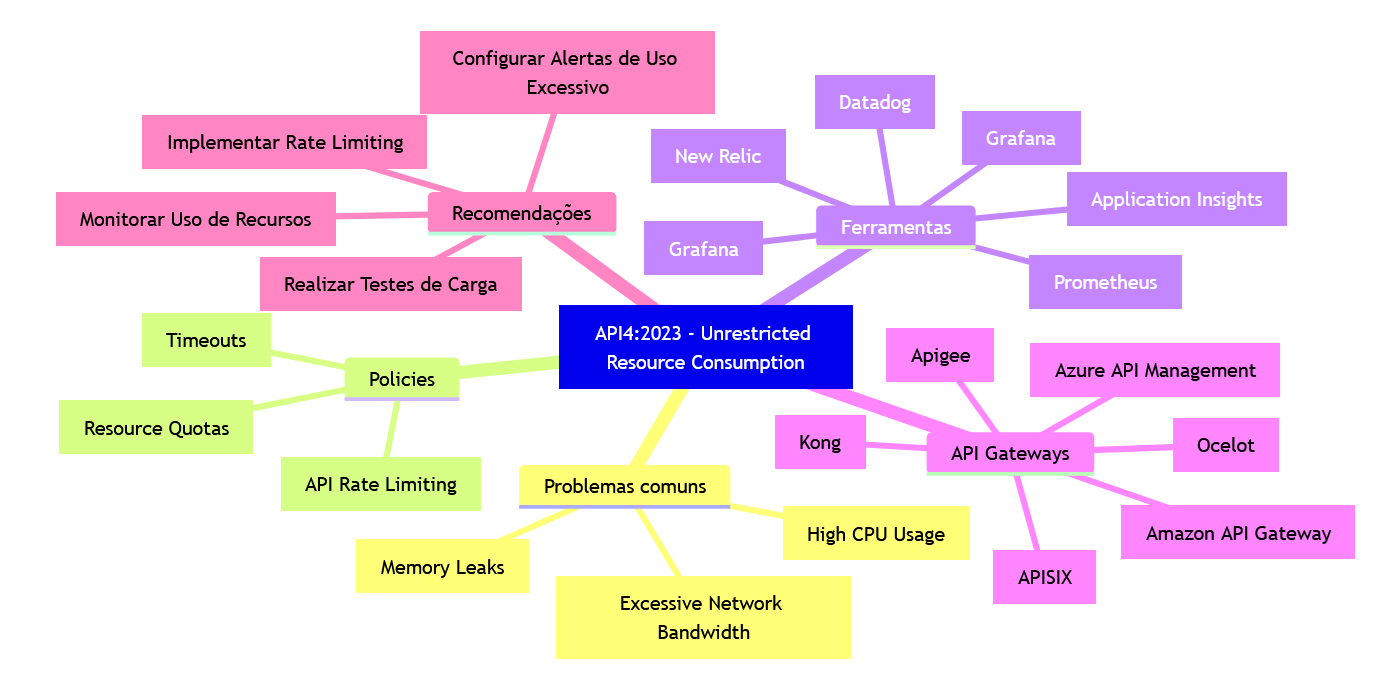 Configurar Alertas de Uso
Excessivo
Implementar Rate Limiting
Monitorar Uso de Recursos
Recomendações
Realizar Testes de Carga
Datadog
Grafana
New Relic
Application Insights
Ferramentas
Grafana
Prometheus
API4:2023 - Unrestricted
Resource Consumption
Timeouts
Policies
Resource Quotas
API Rate Limiting
Apigee
Azure API Management
Kong
API Gateways
Ocelot
Amazon API Gateway
APISIX
Problemas comuns
High CPU Usage
Memory Leaks
Excessive Network
Bandwidth